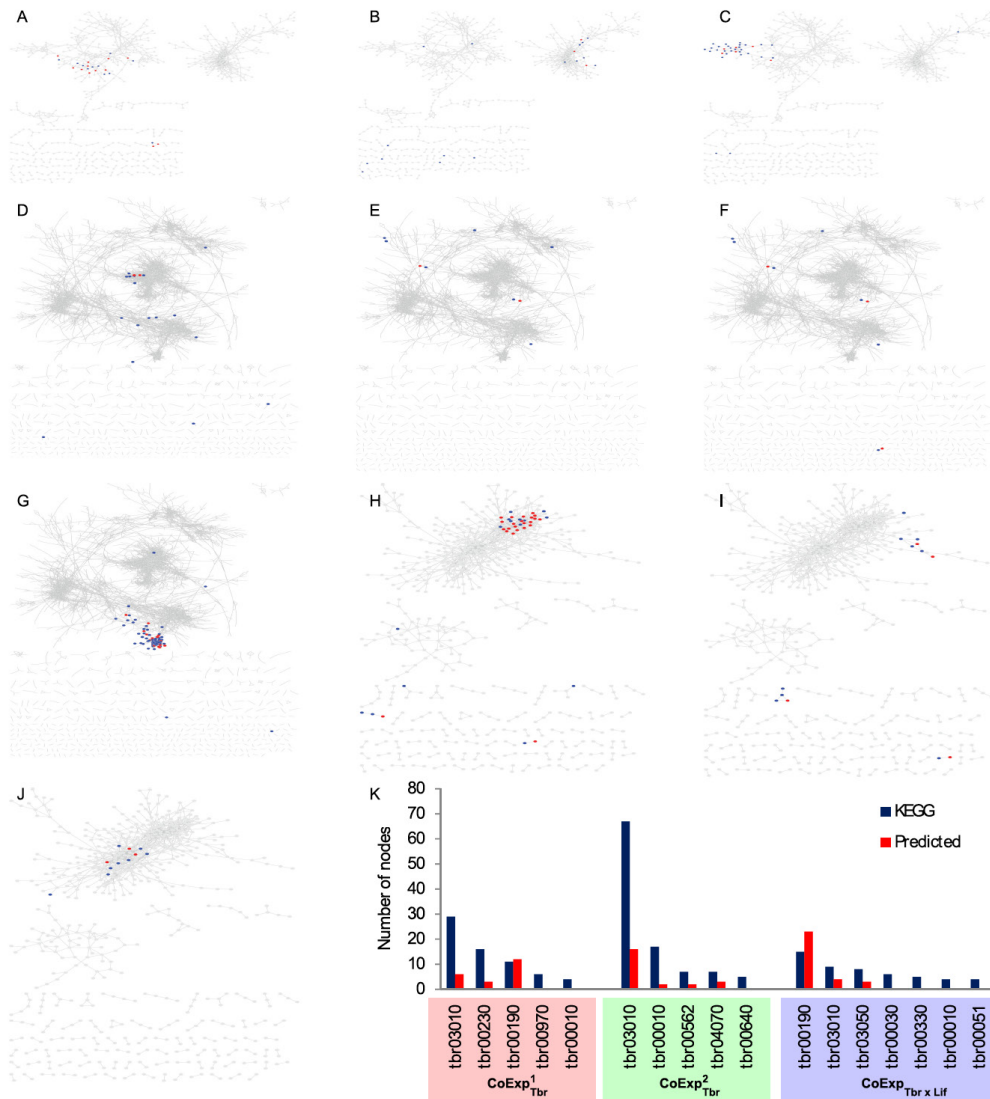 A
B
C
D
E
F
G
H
I
J
K
80
70
60
50
40
30
20
10
0
Number of nodes
KEGG
Predicted
tbr03010
tbr00230
tbr00190
tbr00970
tbr00010
tbr03010
tbr00010
tbr00562
tbr04070
tbr00640
tbr00190
tbr03010
tbr03050
tbr00030
tbr00330
tbr00010
tbr00051
CoExp¹Tbr
CoExp²Tbr
CoExpTbr x Lif